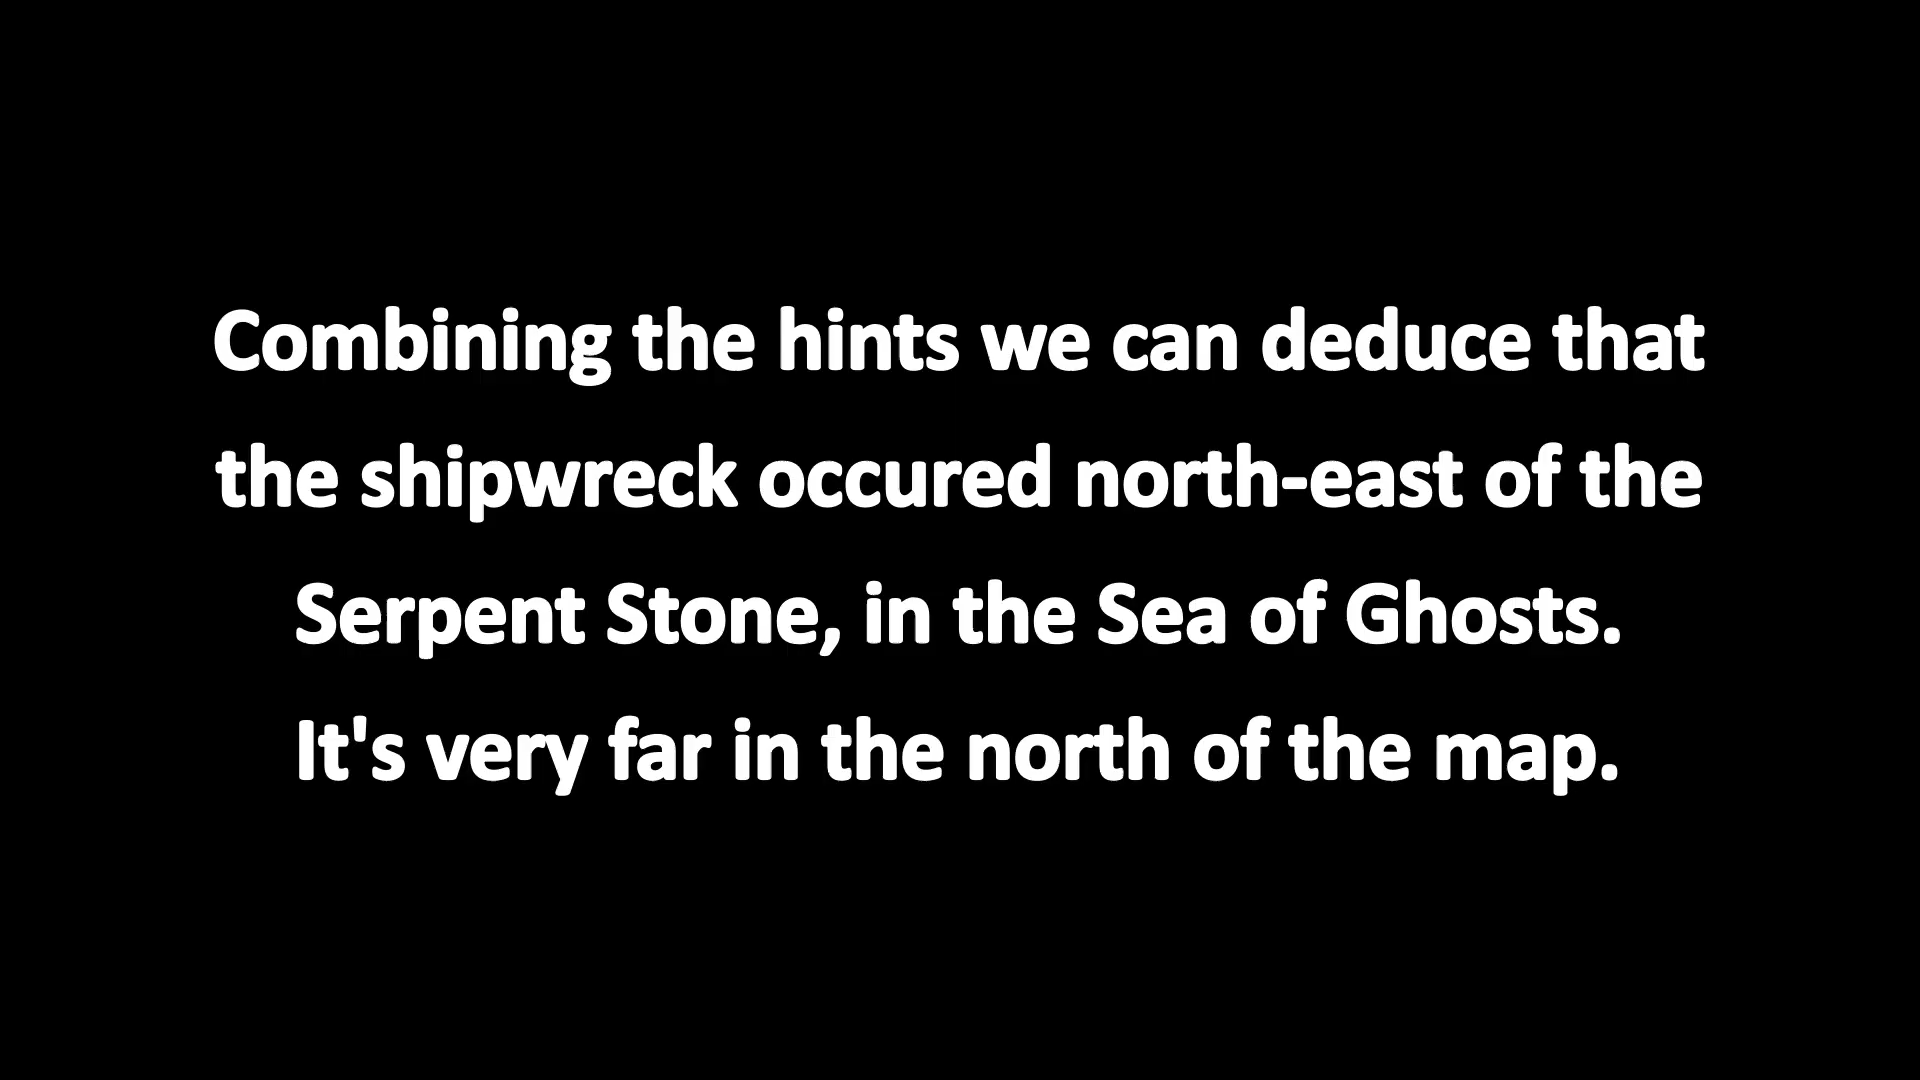 Combining the hints we can deduce that
the shipwreck occured north-east of the
Serpent Stone, in the Sea of Ghosts.
It's very far in the north of the map.